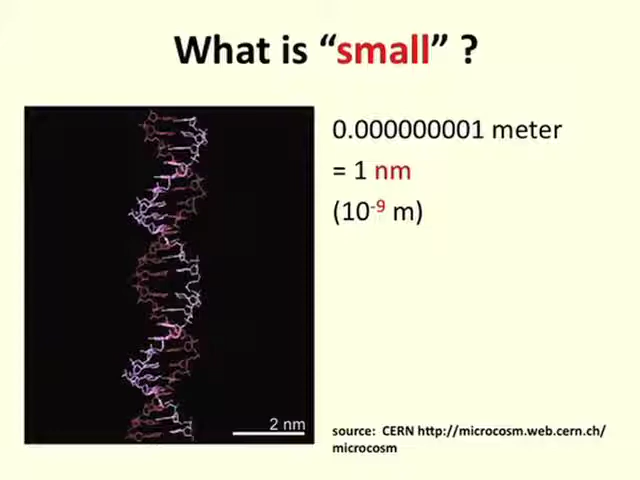 What is “small” ?
0.000000001 meter
= 1 nm
(10⁻⁹ m)
2 nm
source: CERN http://microcosm.web.cern.ch/
microcosm